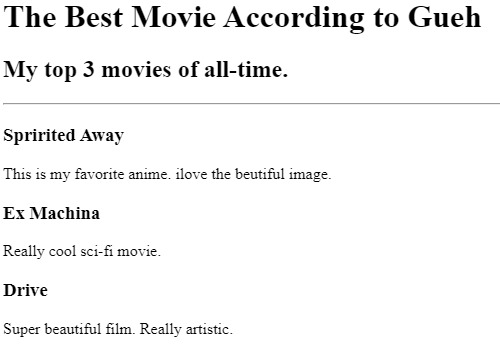 The Best Movie According to Gueh
My top 3 movies of all-time.
Spririted Away
This is my favorite anime. ilove the beutiful image.
Ex Machina
Really cool sci-fi movie.
Drive
Super beautiful film. Really artistic.